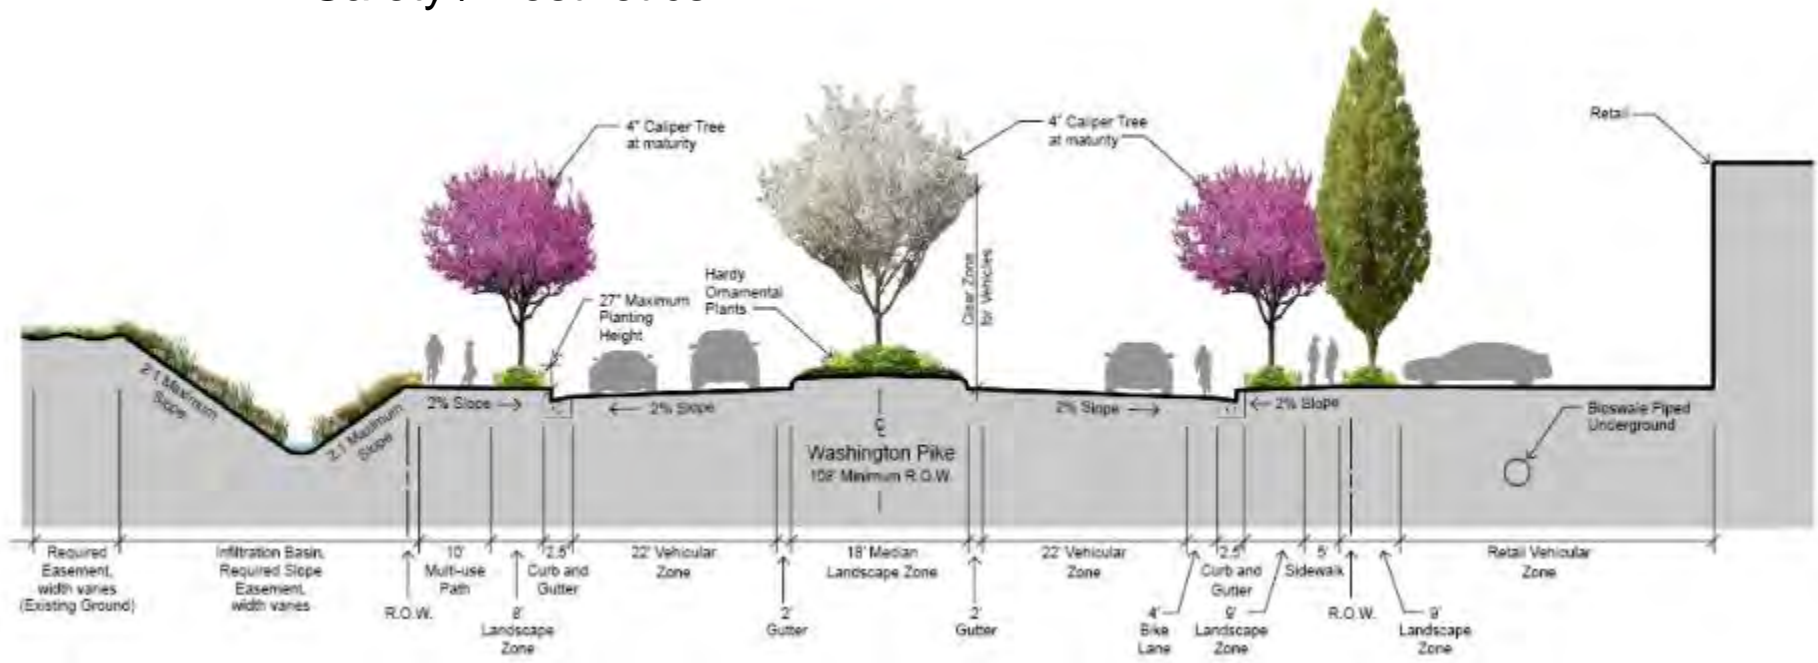 4" Caliper Tree
at maturity
4" Caliper Tree
at maturity
Retail
27" Maximum
Planting
Height
Hardy
Ornamental
Plants
Clear Zone
for Vehicles
2:1 Maximum
Slope
2:1 Maximum
Slope
2% Slope
2% Slope
2% Slope
2% Slope
Bioswale Piped
Underground
Washington Pike
108' Minimum R.O.W.
Required
Easement,
width varies
(Existing Ground)
Infiltration Basin,
Required Slope
Easement,
width varies
R.O.W.
10'
Multi-use
Path
8'
Landscape
Zone
2.5'
Curb and
Gutter
22' Vehicular
Zone
2'
Gutter
18' Median
Landscape Zone
2'
Gutter
22' Vehicular
Zone
4'
Bike
Lane
2.5'
Curb and
Gutter
9'
Landscape
Zone
5'
Sidewalk
R.O.W.
9'
Landscape
Zone
Retail Vehicular
Zone